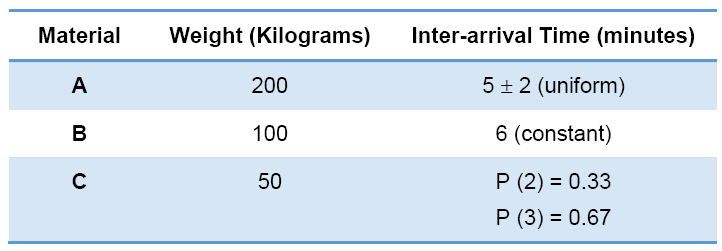 Material Weight (Kilograms) Inter-arrival Time (minutes)
A 200 5 ± 2 (uniform)
B 100 6 (constant)
C 50 P (2) = 0.33
P (3) = 0.67